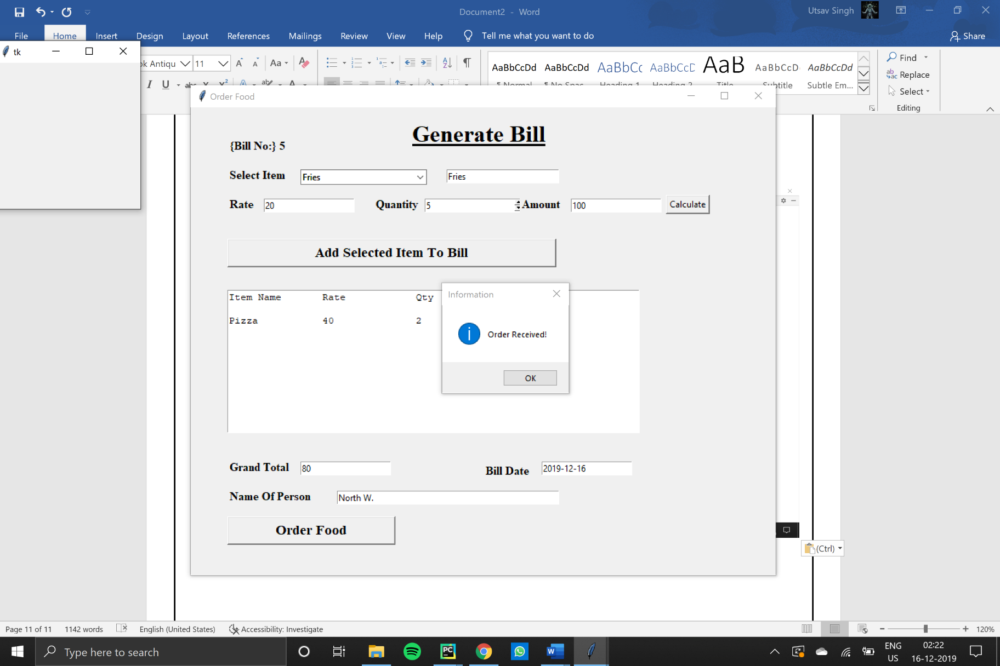 Document2 - Word
Utsav Singh
File Home Insert Design Layout References Mailings Review View Help Tell me what you want to do
Share
tk
ok Antiqu 11 Aa
AaBbCcDd AaBbCcDd AaBbCc AaBbCcD AaB AaBbCcD AaBbCcDd
¶ Normal ¶ No Spac... Heading 1 Heading 2 Title Subtitle Subtle Em...
Find
Replace
Select
Editing
Order Food
Generate Bill
{Bill No:} 5
Select Item Fries Fries
Rate 20 Quantity 5 Amount 100 Calculate
Add Selected Item To Bill
Item Name Rate Qty
Pizza 40 2
Information
Order Received!
OK
Grand Total 80 Bill Date 2019-12-16
Name Of Person North W.
Order Food
(Ctrl)
Page 11 of 11 1142 words English (United States) Accessibility: Investigate 120%
Type here to search
ENG
US
02:22
16-12-2019